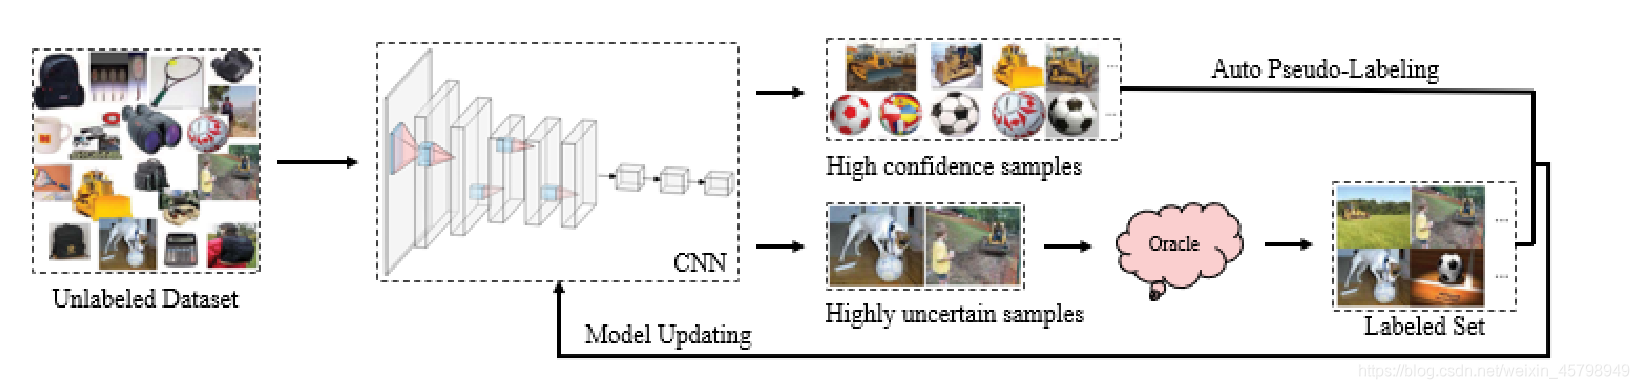 Auto Pseudo-Labeling
High confidence samples
CNN
Oracle
Unlabeled Dataset
Highly uncertain samples
Labeled Set
Model Updating
https://blog.csdn.net/weixin_45798949